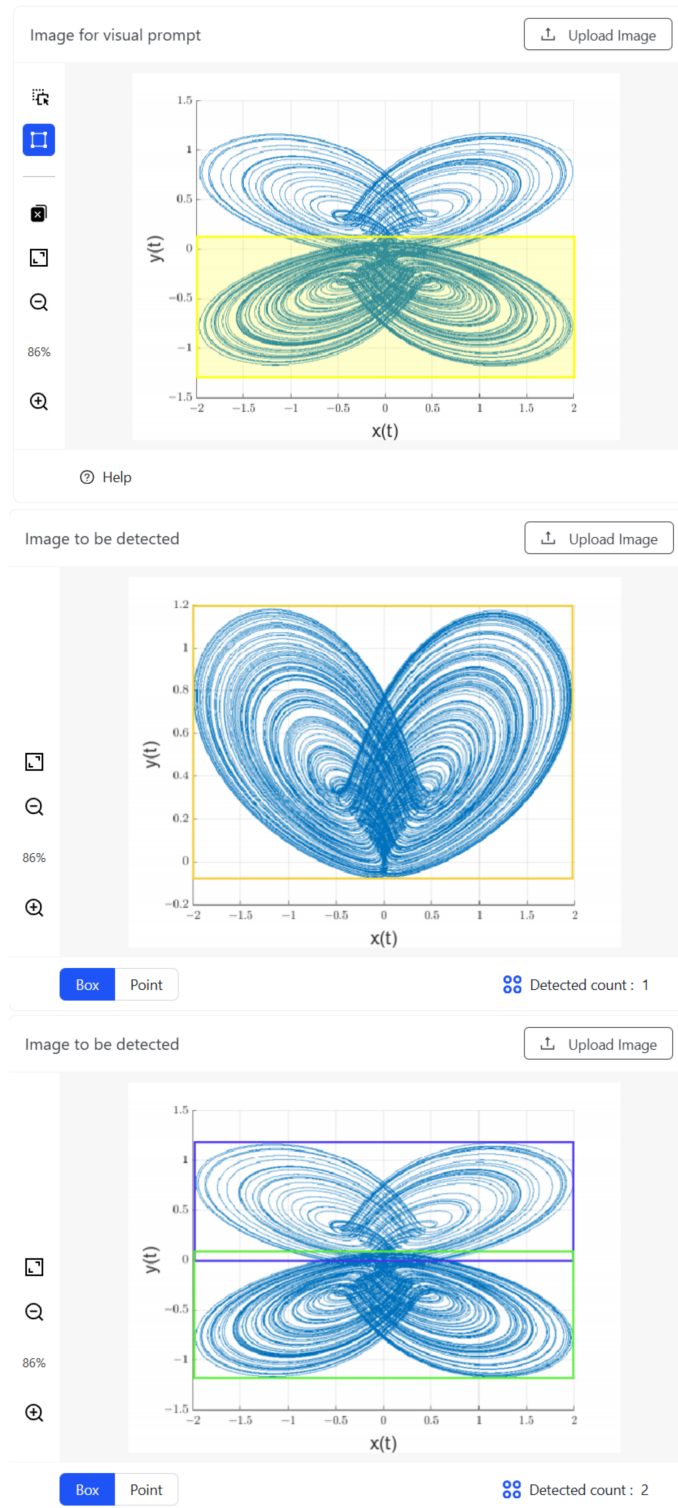 Image for visual prompt
Upload Image
1.5
1
0.5
0
−0.5
−1
−1.5
y(t)
−2 −1.5 −1 −0.5 0 0.5 1 1.5 2
x(t)
86%
Help
Image to be detected
Upload Image
1.2
1
0.8
0.6
0.4
0.2
0
−0.2
y(t)
−2 −1.5 −1 −0.5 0 0.5 1 1.5 2
x(t)
86%
Box Point Detected count : 1
Image to be detected
Upload Image
1.5
1
0.5
0
−0.5
−1
−1.5
y(t)
−2 −1.5 −1 −0.5 0 0.5 1 1.5 2
x(t)
86%
Box Point Detected count : 2